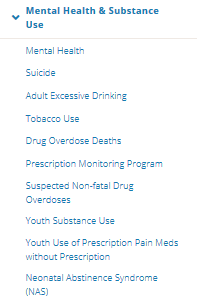 Mental Health & Substance
Use
Mental Health
Suicide
Adult Excessive Drinking
Tobacco Use
Drug Overdose Deaths
Prescription Monitoring Program
Suspected Non-fatal Drug
Overdoses
Youth Substance Use
Youth Use of Prescription Pain Meds
without Prescription
Neonatal Abstinence Syndrome
(NAS)